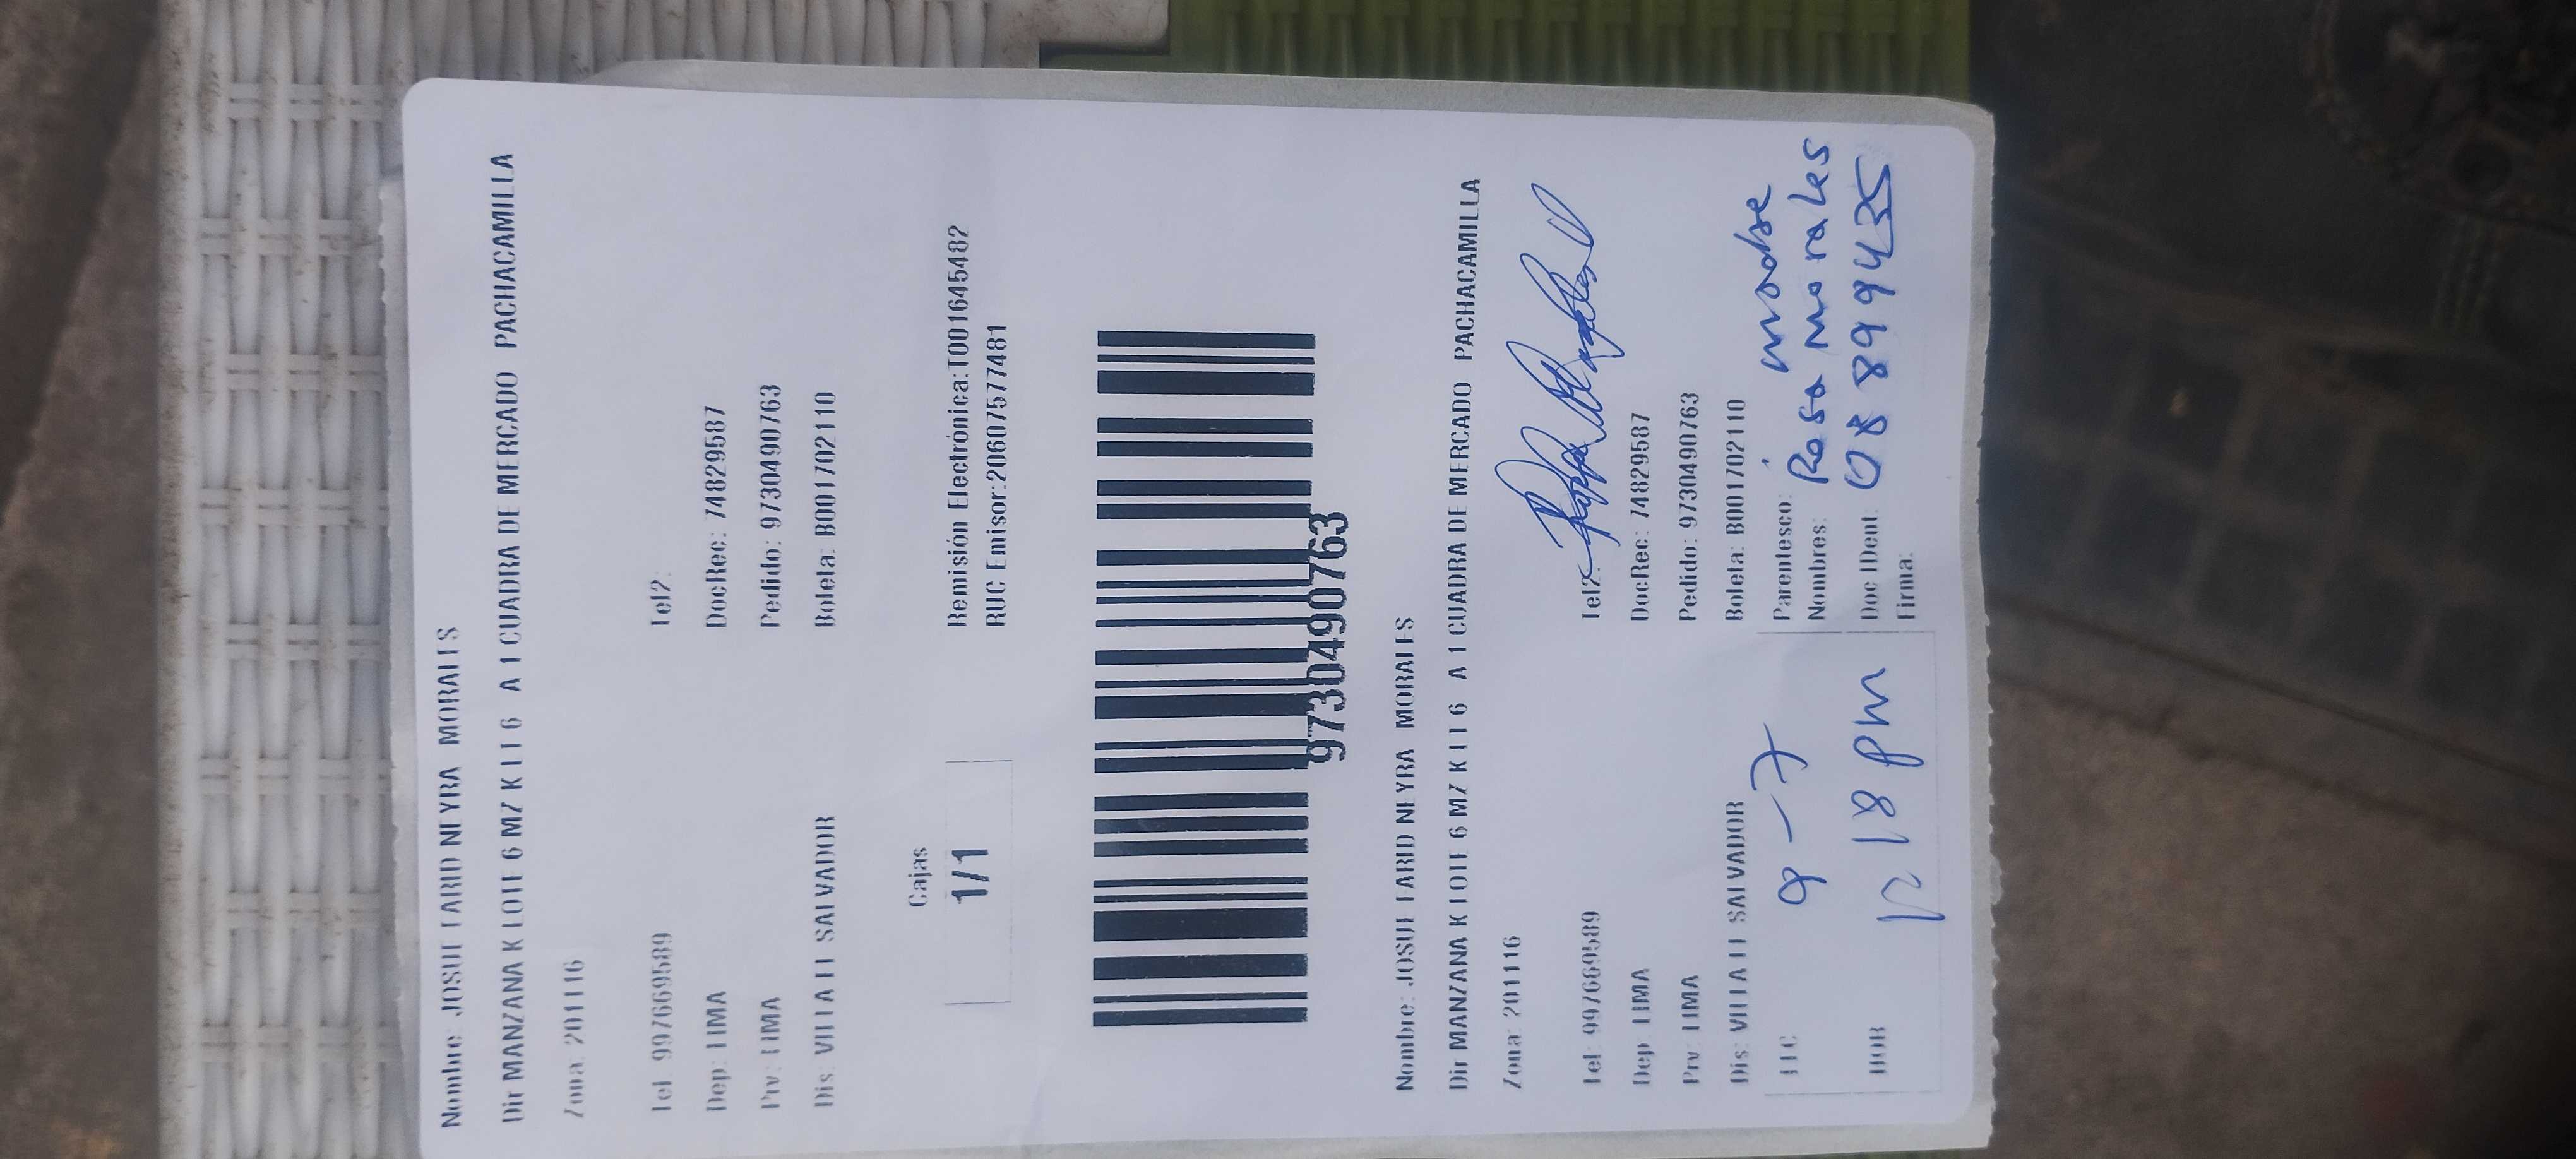 Nombre: JOSUE FARID NEYRA MORALES
Dir MANZANA K LOTE 6 MZ K LT 6 A 1 CUADRA DE MERCADO PACHACAMILLA
Zona: 201116
Tel: 997669589 Tel2:
Dep: LIMA DocRec: 74829587
Prv: LIMA Pedido: 9730490763
Dis: VILLA EL SALVADOR Boleta: B001702110
Cajas
1/1
Remisión Electrónica:T001645482
RUC Emisor:20607577481
9730490763
Nombre: JOSUE FARID NEYRA MORALES
Dir MANZANA K LOTE 6 MZ K LT 6 A 1 CUADRA DE MERCADO PACHACAMILLA
Zona: 201116
Tel: 997669589 Tel2:
Dep: LIMA DocRec: 74829587
Prv: LIMA Pedido: 9730490763
Dis: VILLA EL SALVADOR Boleta: B001702110
FEC 9-7 Parentesco: madre
Nombres: Rosa morales
HOR 1218 pm Doc IDent: 08899435
Firma: